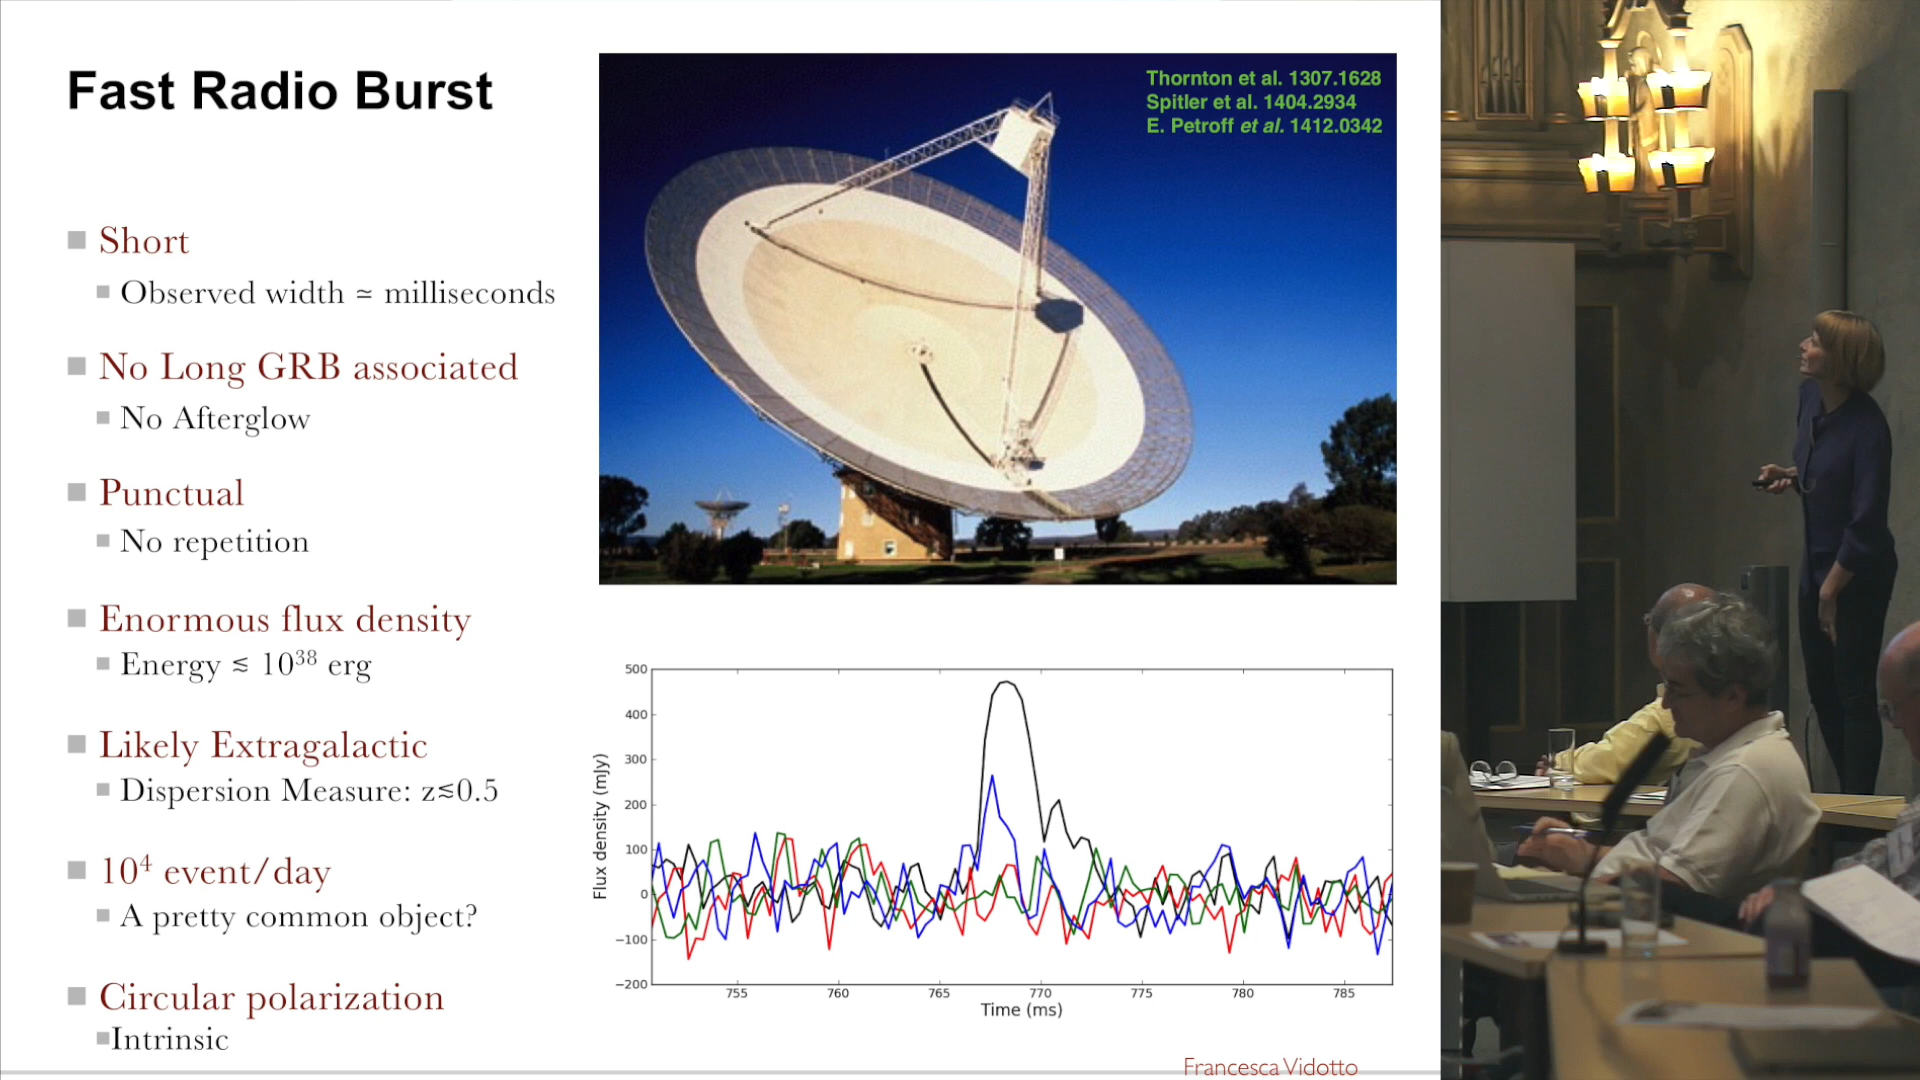 Fast Radio Burst
Short
Observed width ≃ milliseconds
No Long GRB associated
No Afterglow
Punctual
No repetition
Enormous flux density
Energy ≲ 10³⁸ erg
Likely Extragalactic
Dispersion Measure: z≲0.5
10⁴ event/day
A pretty common object?
Circular polarization
Intrinsic
Thornton et al. 1307.1628
Spitler et al. 1404.2934
E. Petroff et al. 1412.0342
Flux density (mJy)
500
400
300
200
100
0
−100
−200
755 760 765 770 775 780 785
Time (ms)
Francesca Vidotto